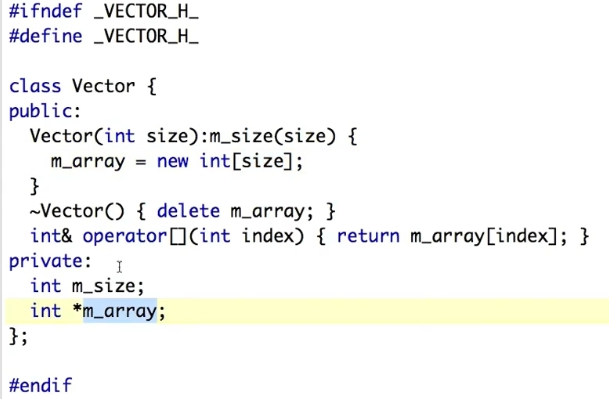 #ifndef _VECTOR_H_
#define _VECTOR_H_
class Vector {
public:
Vector(int size):m_size(size) {
m_array = new int[size];
}
~Vector() { delete m_array; }
int& operator[](int index) { return m_array[index]; }
private:
int m_size;
int *m_array;
};
#endif